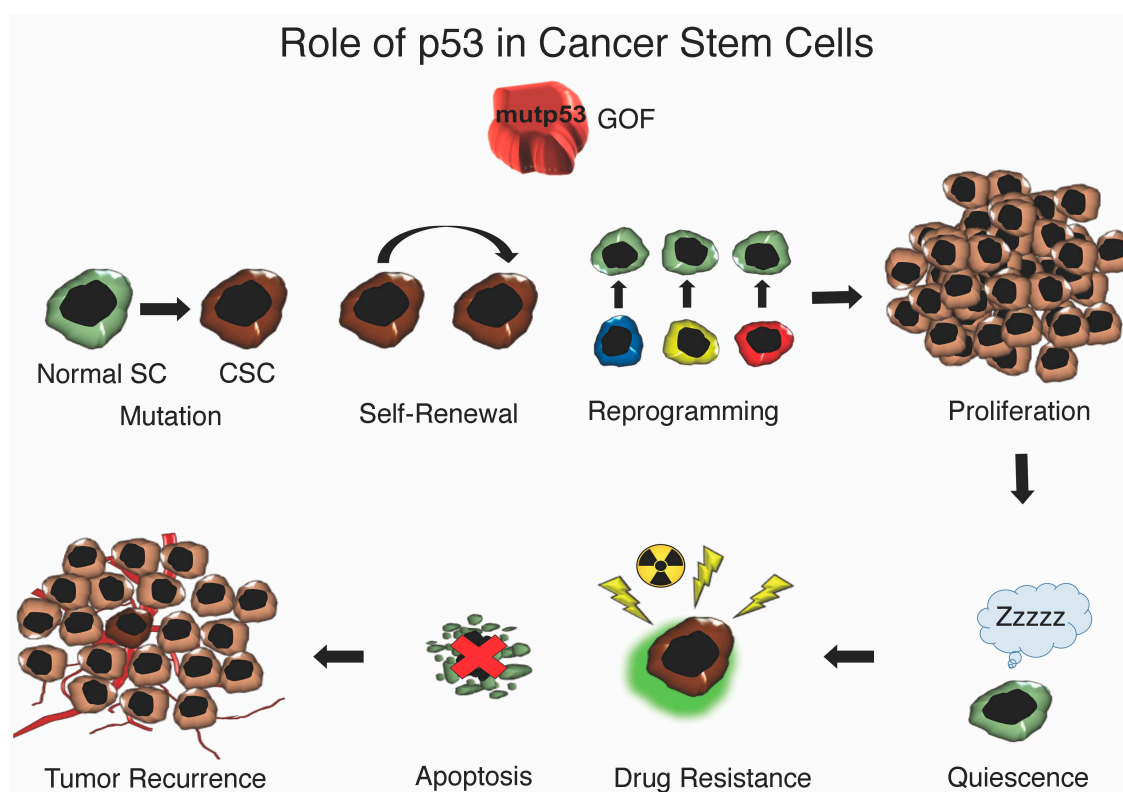 Role of p53 in Cancer Stem Cells
mutp53 GOF
Normal SC CSC
Mutation
Self-Renewal
Reprogramming
Proliferation
Zzzzz
Tumor Recurrence
Apoptosis
Drug Resistance
Quiescence